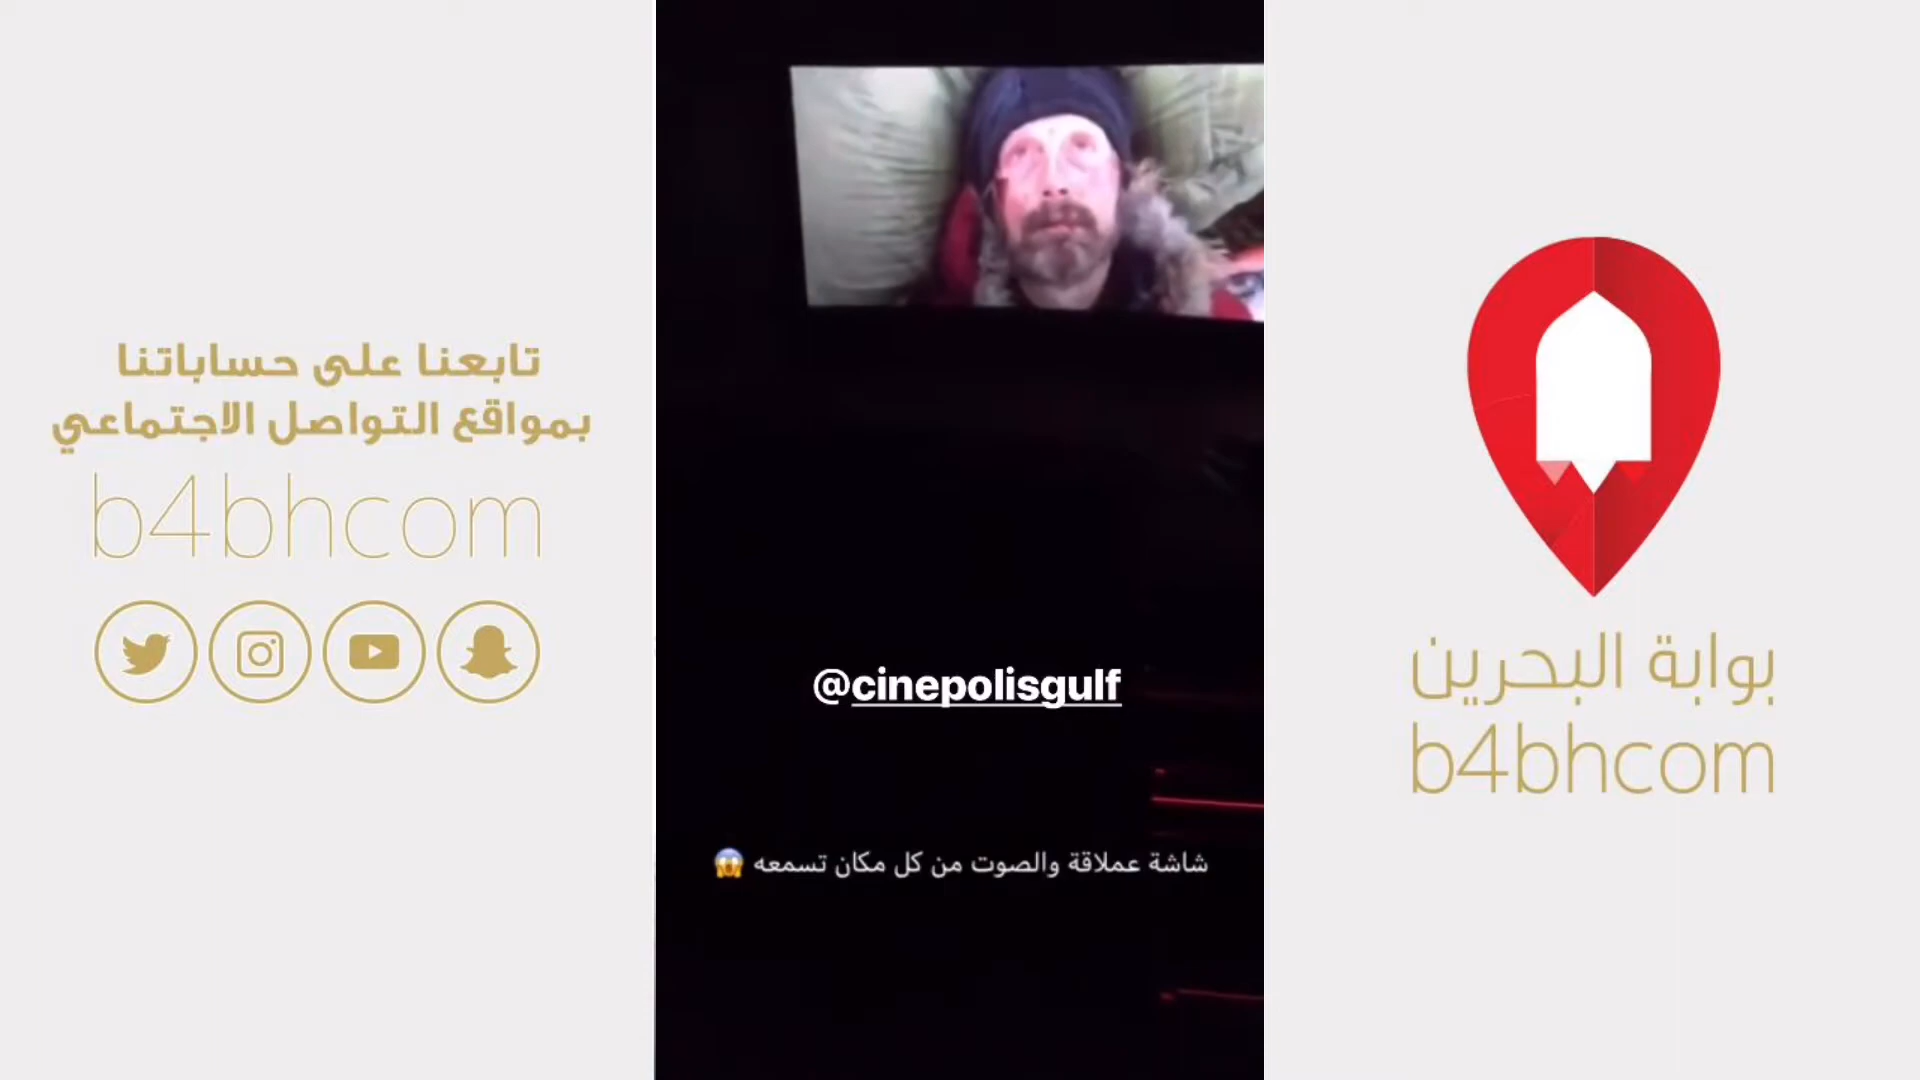 تابعنا على حساباتنا
بمواقع التواصل الاجتماعي
b4bhcom
@cinepolisgulf
شاشة عملاقة والصوت من كل مكان تسمعه 😱
بوابة البحرين
b4bhcom